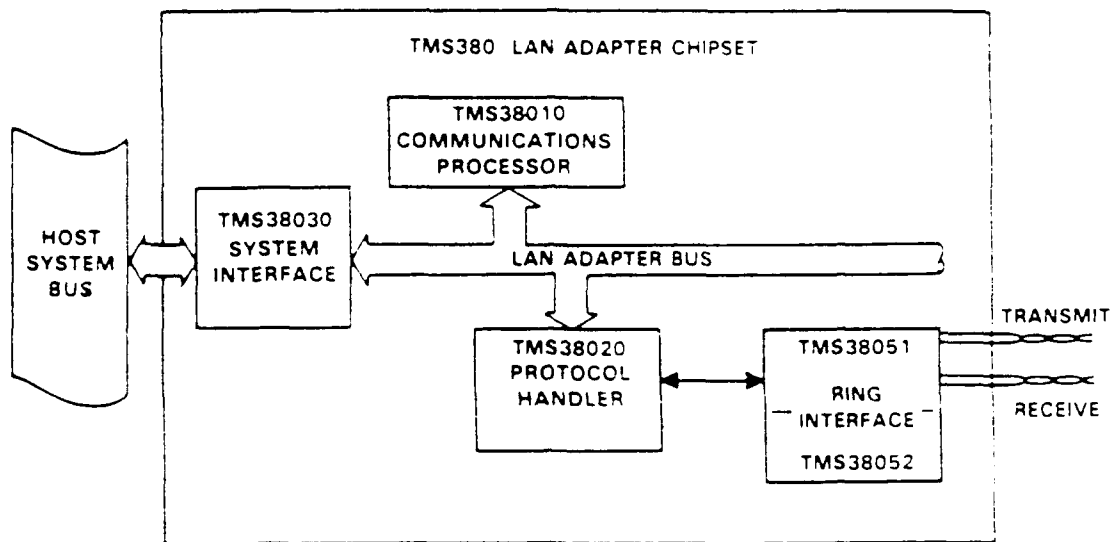 TMS380 LAN ADAPTER CHIPSET
TMS38010
COMMUNICATIONS
PROCESSOR
HOST
SYSTEM
BUS
TMS38030
SYSTEM
INTERFACE
LAN ADAPTER BUS
TMS38020
PROTOCOL
HANDLER
TMS38051
RING
INTERFACE
TMS38052
TRANSMIT
RECEIVE